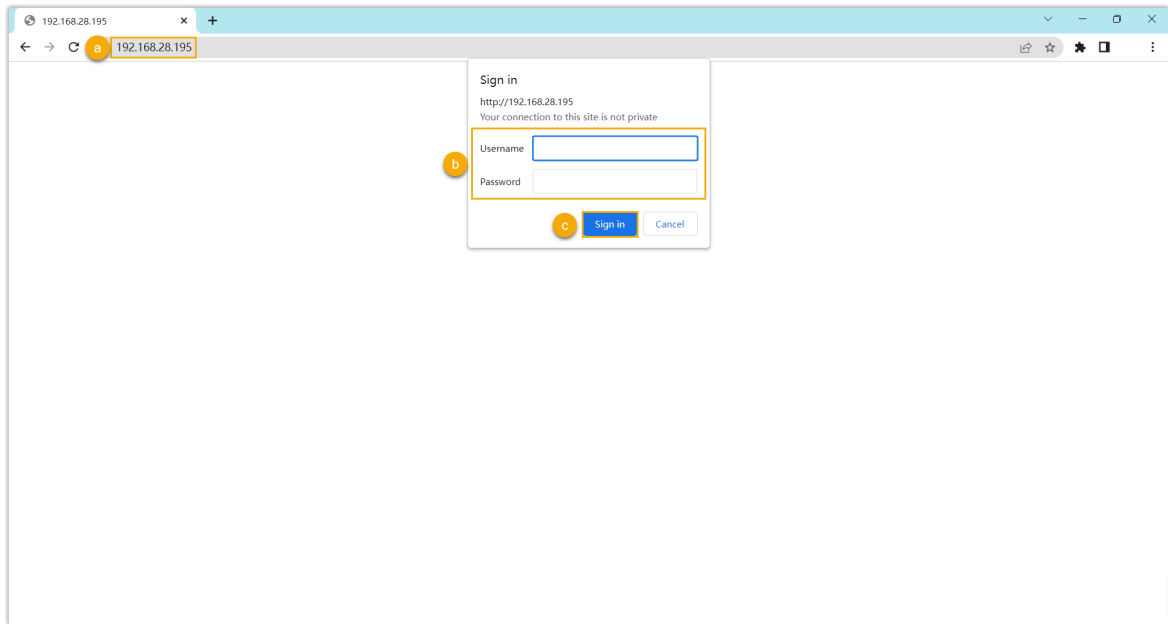 192.168.28.195
a 192.168.28.195
Sign in
http://192.168.28.195
Your connection to this site is not private
b
Username
Password
c Sign in Cancel